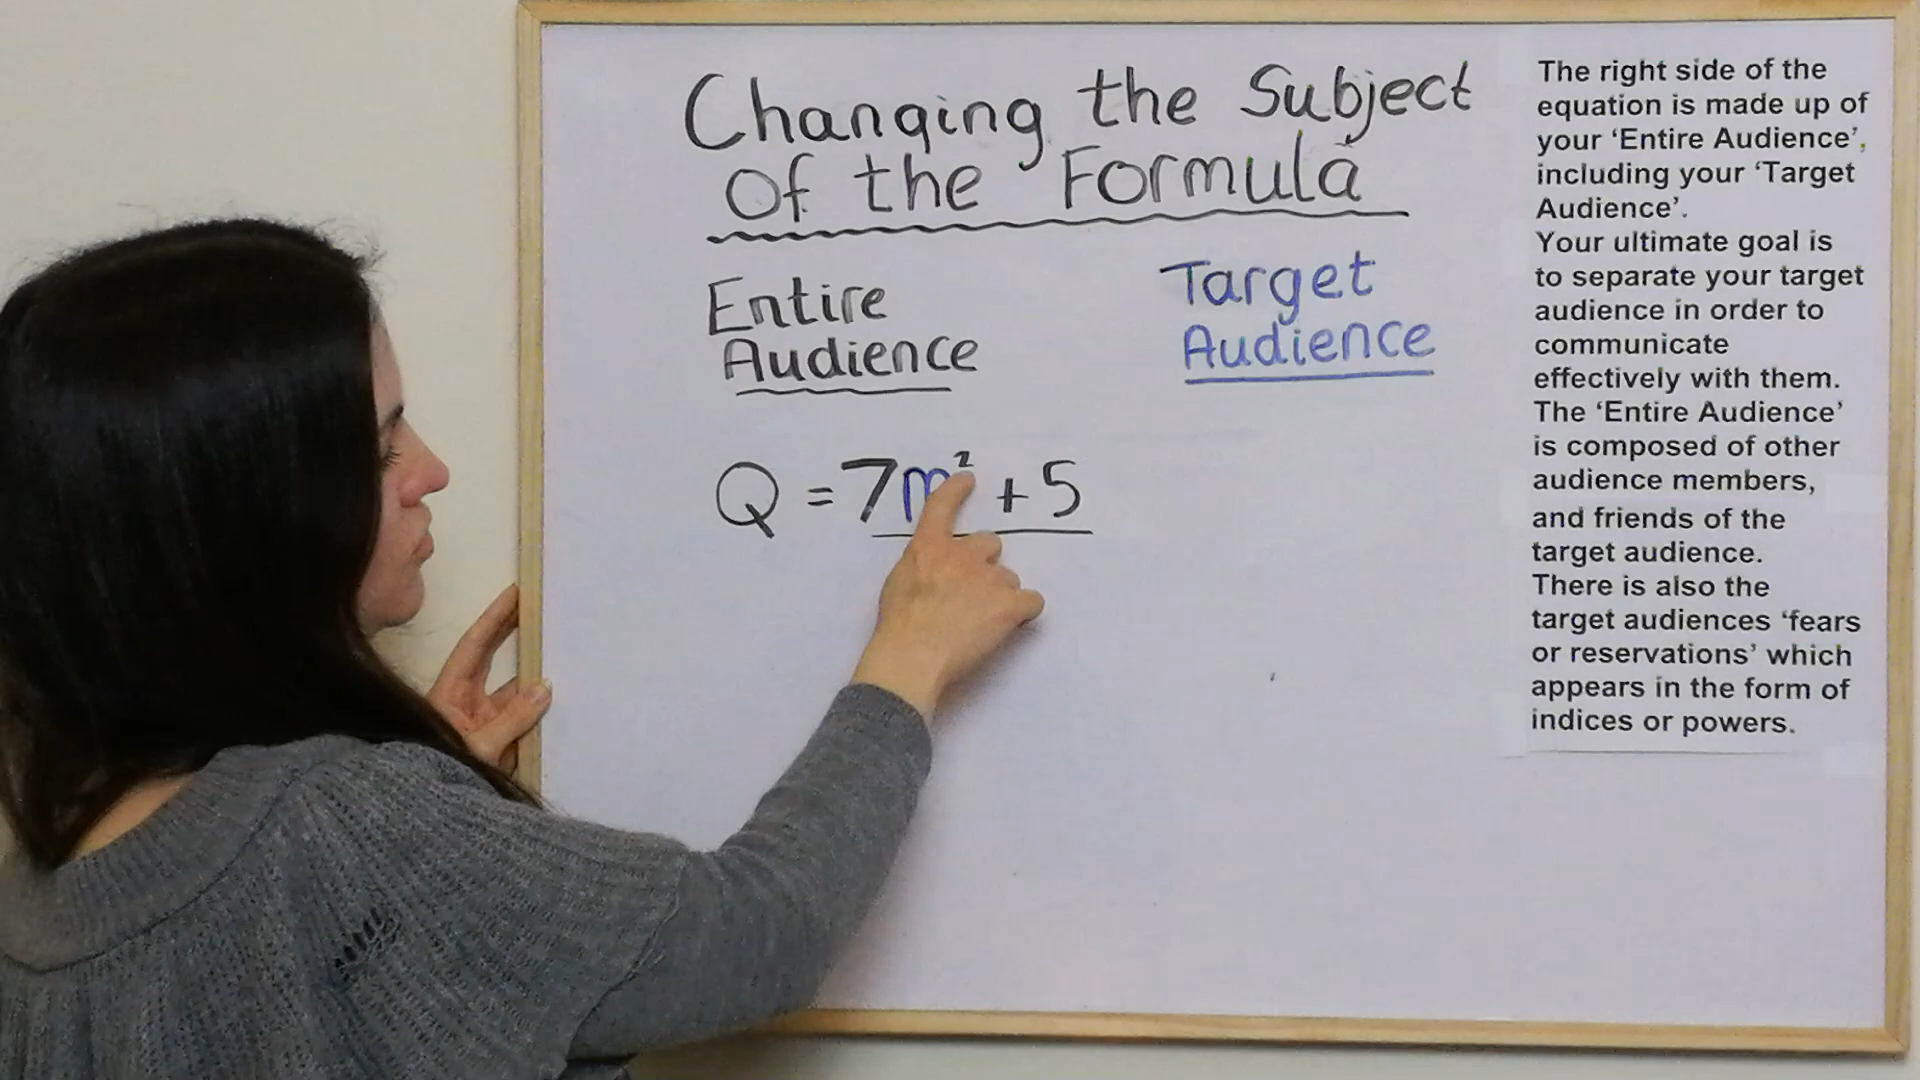 Changing the Subject
Of the Formula
Entire
Audience
Target
Audience
Q = 7m² + 5
The right side of the
equation is made up of
your ‘Entire Audience’,
including your ‘Target
Audience’.
Your ultimate goal is
to separate your target
audience in order to
communicate
effectively with them.
The ‘Entire Audience’
is composed of other
audience members,
and friends of the
target audience.
There is also the
target audiences ‘fears
or reservations’ which
appears in the form of
indices or powers.